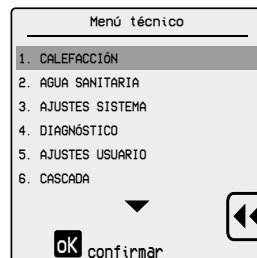 Menú técnico
1. CALEFACCIÓN
2. AGUA SANITARIA
3. AJUSTES SISTEMA
4. DIAGNÓSTICO
5. AJUSTES USUARIO
6. CASCADA
OK confirmar